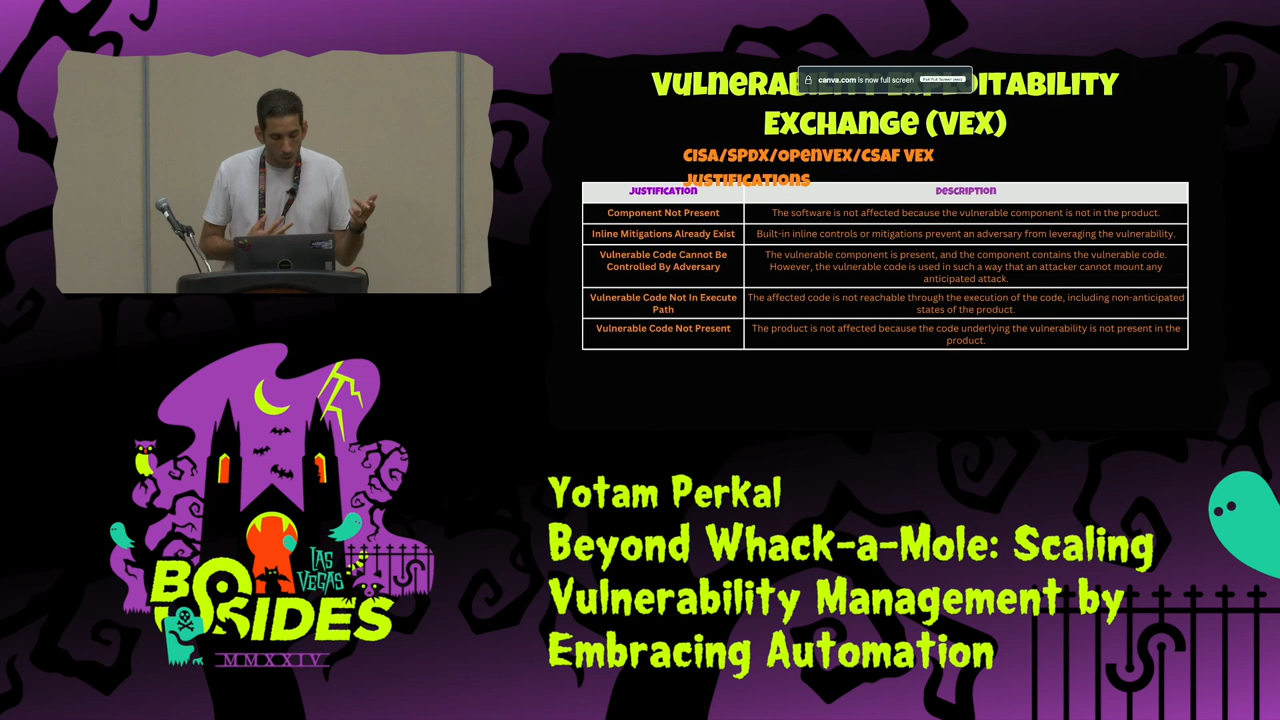 canva.com is now full screen
VULNERABILITY EXPLOITABILITY
EXCHANGE (VEX)
CISA/SPDX/OPENVEX/CSAF VEX
JUSTIFICATIONS
JUSTIFICATION DESCRIPTION
Component Not Present The software is not affected because the vulnerable component is not in the product.
Inline Mitigations Already Exist Built-in inline controls or mitigations prevent an adversary from leveraging the vulnerability.
Vulnerable Code Cannot Be
Controlled By Adversary
The vulnerable component is present, and the component contains the vulnerable code.
However, the vulnerable code is used in such a way that an attacker cannot mount any
anticipated attack.
Vulnerable Code Not In Execute
Path
The affected code is not reachable through the execution of the code, including non-anticipated
states of the product.
Vulnerable Code Not Present
The product is not affected because the code underlying the vulnerability is not present in the
product.
LAS
VEGAS
BSIDES
MMXXIV
Yotam Perkal
Beyond Whack-a-Mole: Scaling
Vulnerability Management by
Embracing Automation